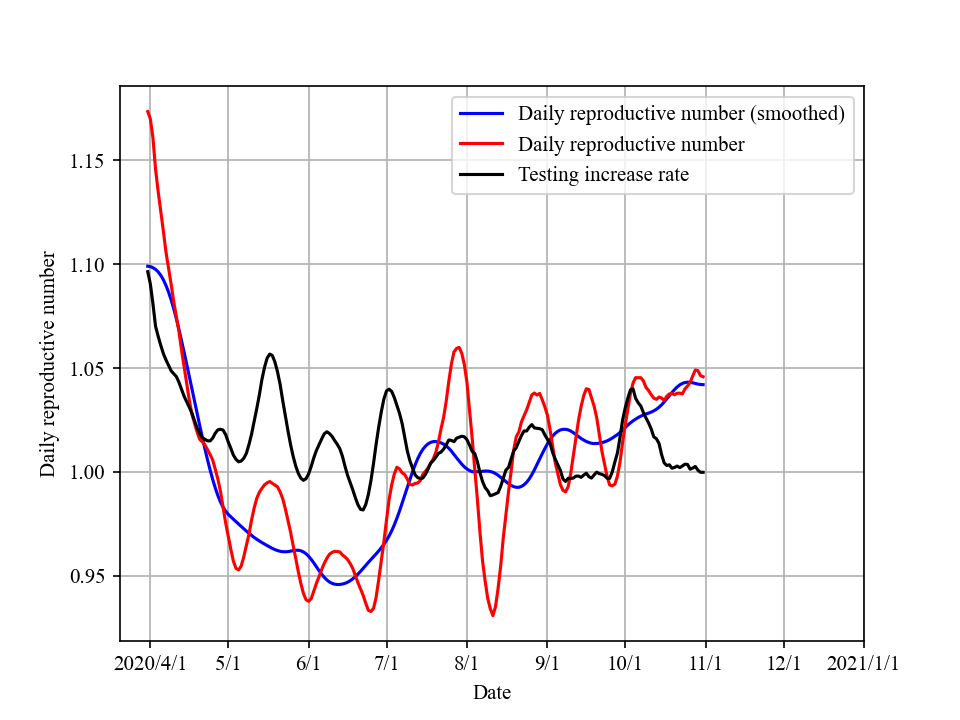 Daily reproductive number (smoothed)
Daily reproductive number
Testing increase rate
1.15
1.10
1.05
1.00
0.95
Daily reproductive number
2020/4/1 5/1 6/1 7/1 8/1 9/1 10/1 11/1 12/1 2021/1/1
Date